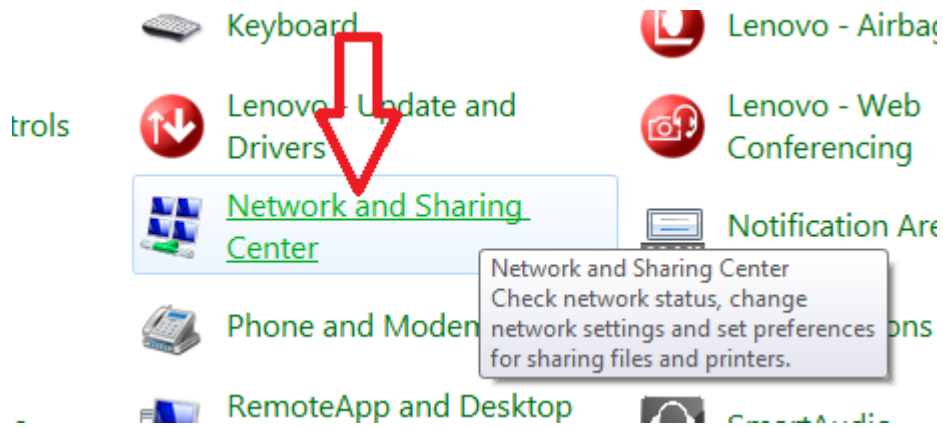 Keyboard
Lenovo - Airbag
trols
Lenovo - Update and
Drivers
Lenovo - Web
Conferencing
Network and Sharing
Center
Notification Are
Network and Sharing Center
Check network status, change
network settings and set preferences
for sharing files and printers.
Phone and Modem
ons
RemoteApp and Desktop
SmartAudio